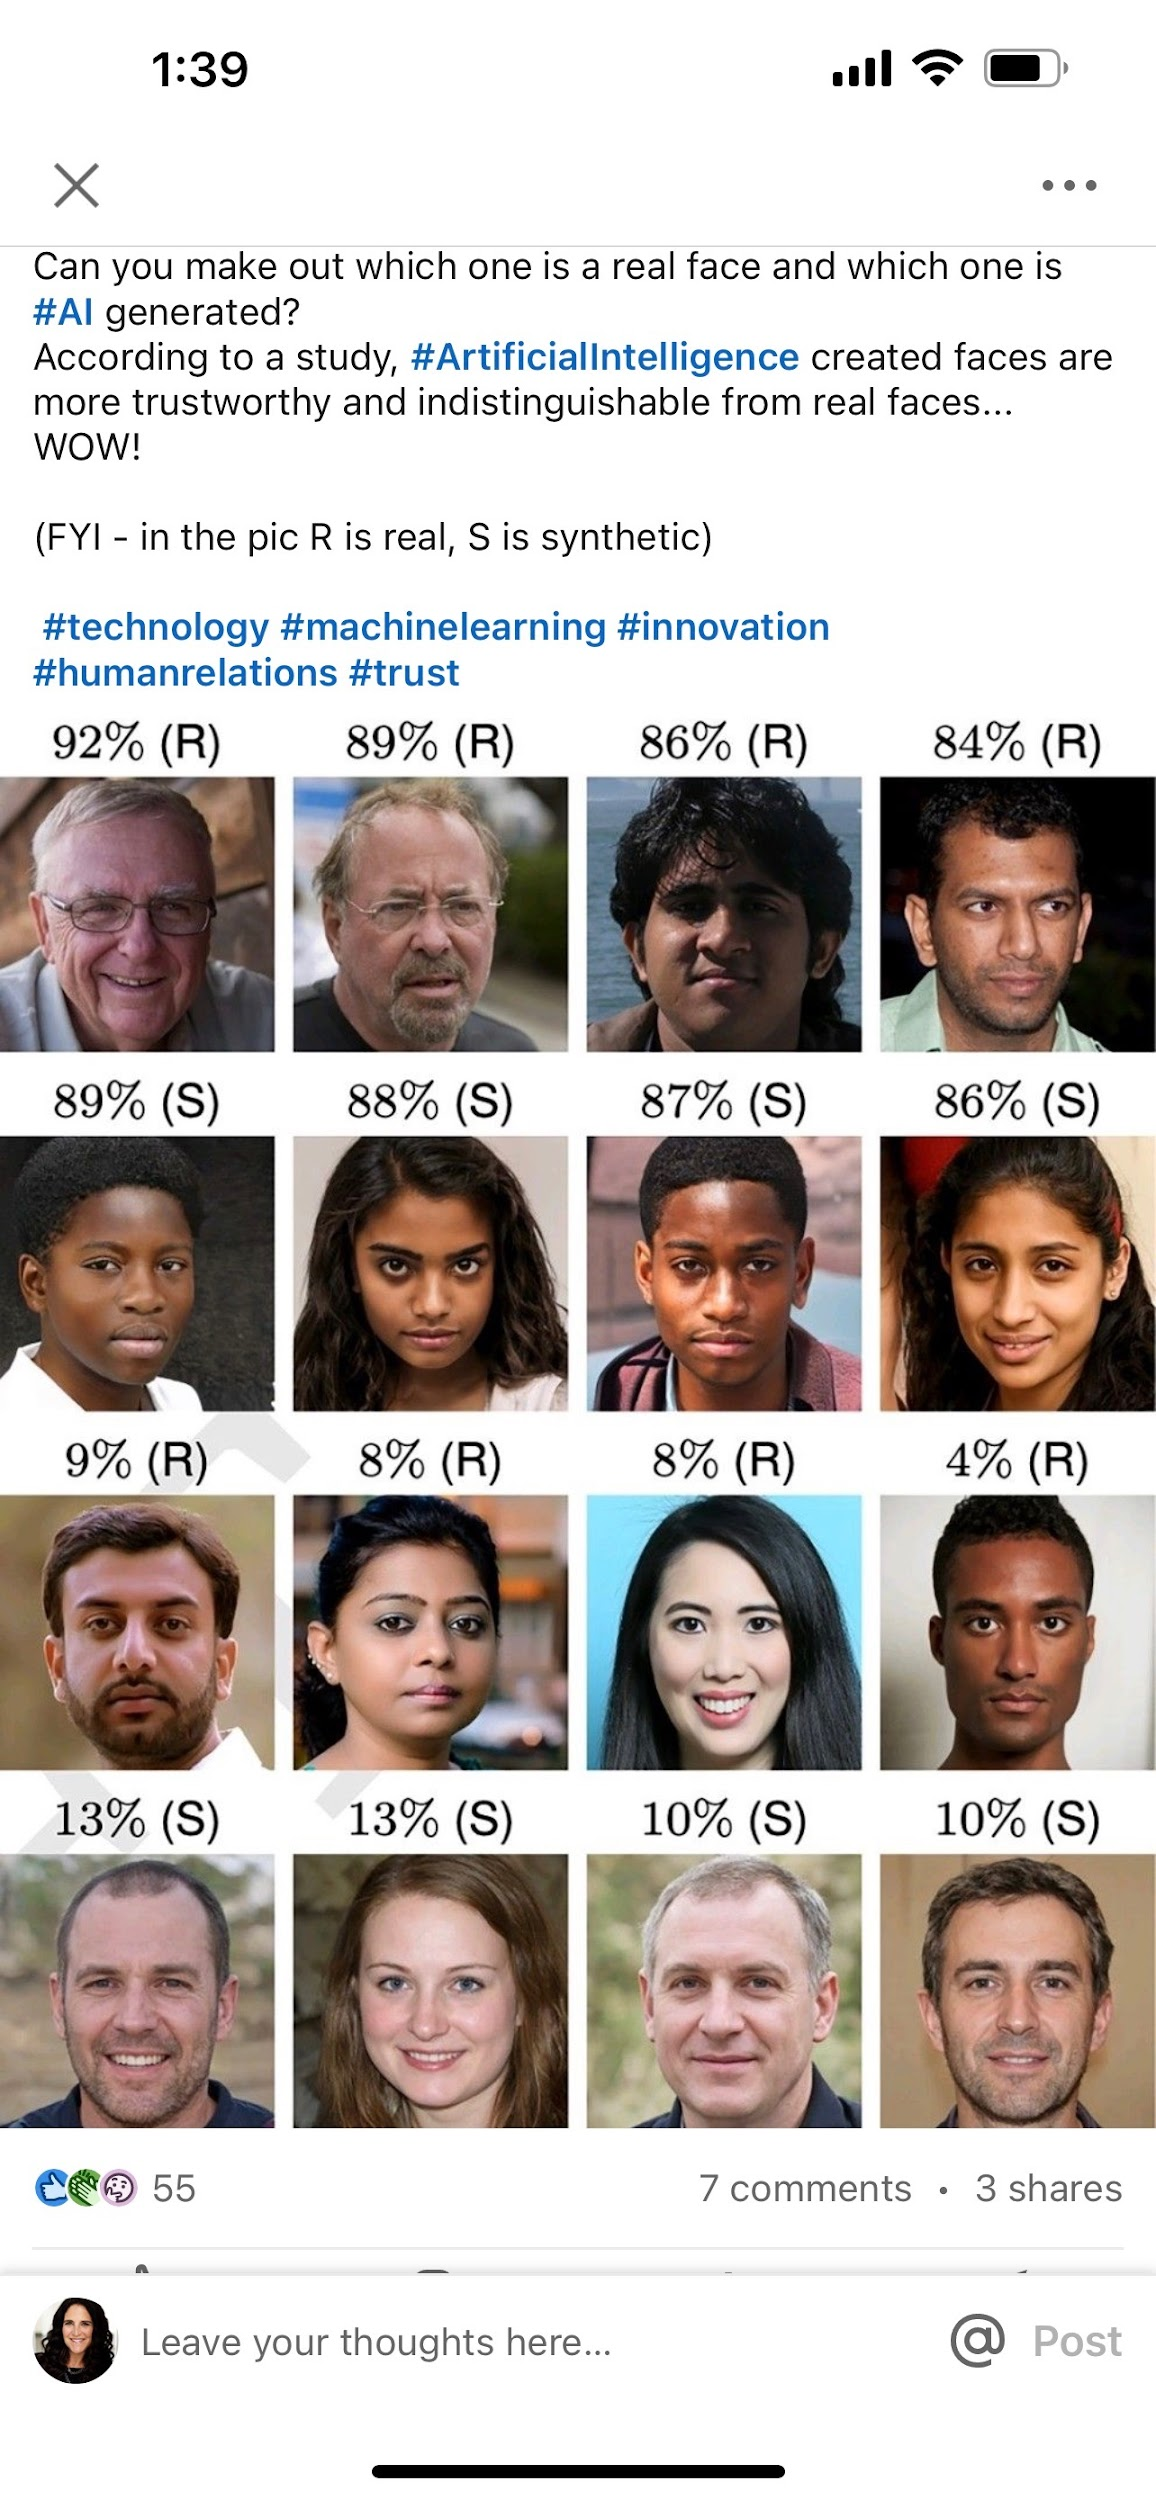 1:39
Can you make out which one is a real face and which one is
#AI generated?
According to a study, #ArtificialIntelligence created faces are
more trustworthy and indistinguishable from real faces...
WOW!
(FYI - in the pic R is real, S is synthetic)
#technology #machinelearning #innovation
#humanrelations #trust
92% (R) 89% (R) 86% (R) 84% (R)
89% (S) 88% (S) 87% (S) 86% (S)
9% (R) 8% (R) 8% (R) 4% (R)
13% (S) 13% (S) 10% (S) 10% (S)
55 7 comments • 3 shares
Leave your thoughts here... @ Post